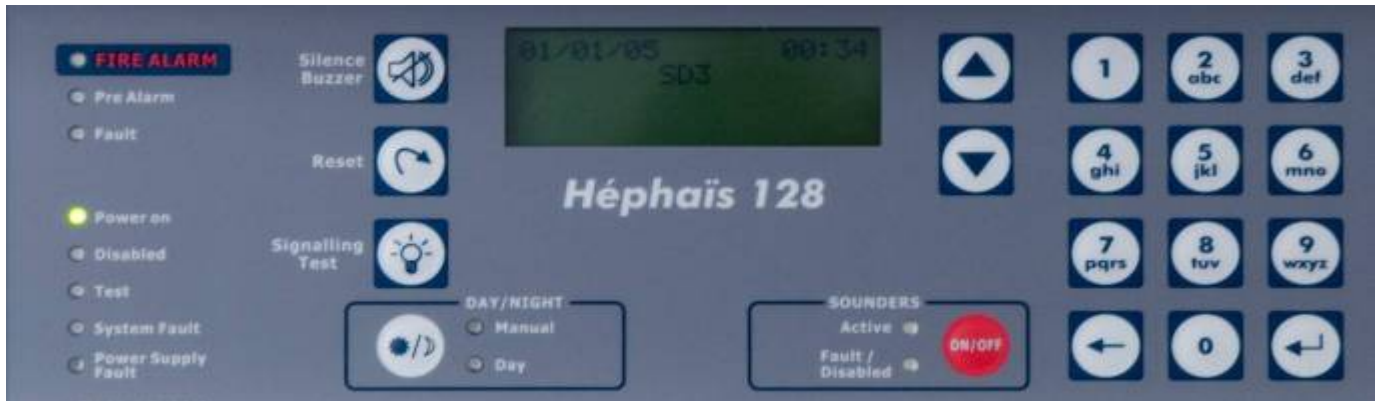 FIRE ALARM
Pre Alarm
Fault
Power on
Disabled
Test
System Fault
Power Supply
Fault
Silence
Buzzer
Reset
Signalling
Test
01/01/05 00:34
SD3
Héphaïs 128
DAY/NIGHT
Manual
Day
SOUNDERS
Active
Fault /
Disabled
ON/OFF
1
2
abc
3
def
4
ghi
5
jkl
6
mno
7
pqrs
8
tuv
9
wxyz
0